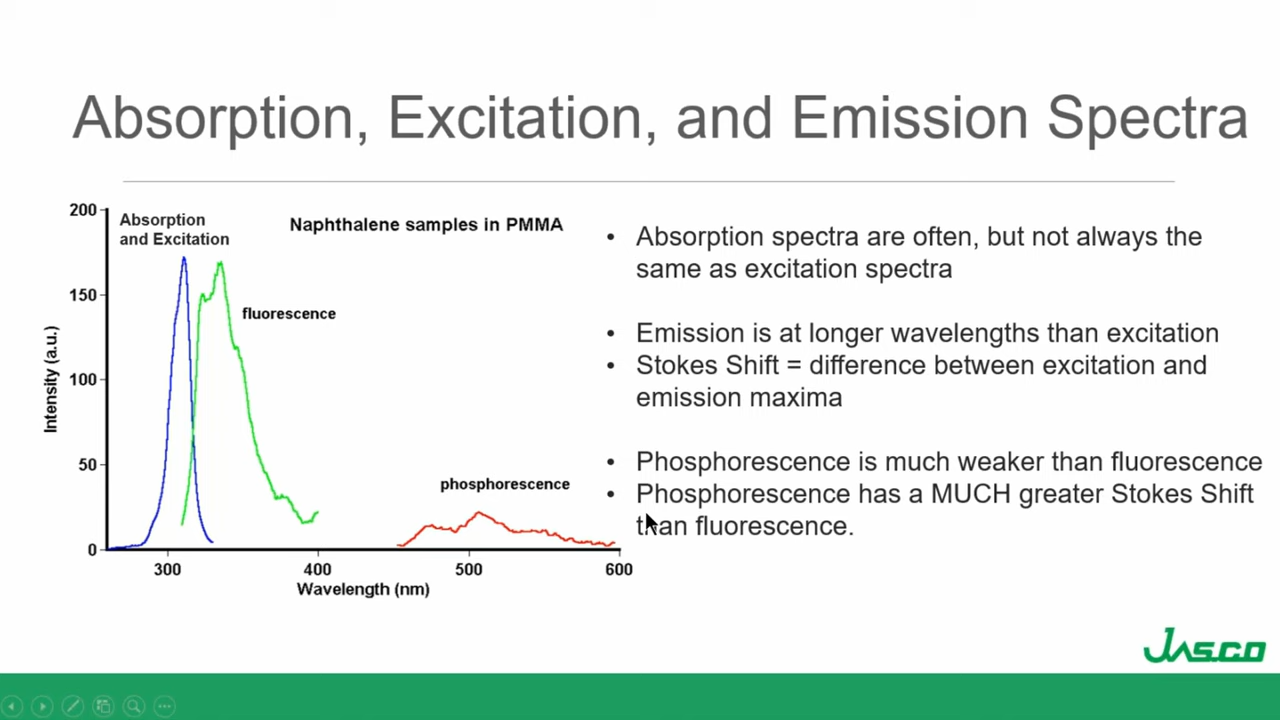 Absorption, Excitation, and Emission Spectra
200
150
100
50
0
Intensity (a.u.)
Absorption
and Excitation
Naphthalene samples in PMMA
fluorescence
phosphorescence
300 400 500 600
Wavelength (nm)
• Absorption spectra are often, but not always the
same as excitation spectra
• Emission is at longer wavelengths than excitation
• Stokes Shift = difference between excitation and
emission maxima
• Phosphorescence is much weaker than fluorescence
• Phosphorescence has a MUCH greater Stokes Shift
than fluorescence.
JASCO